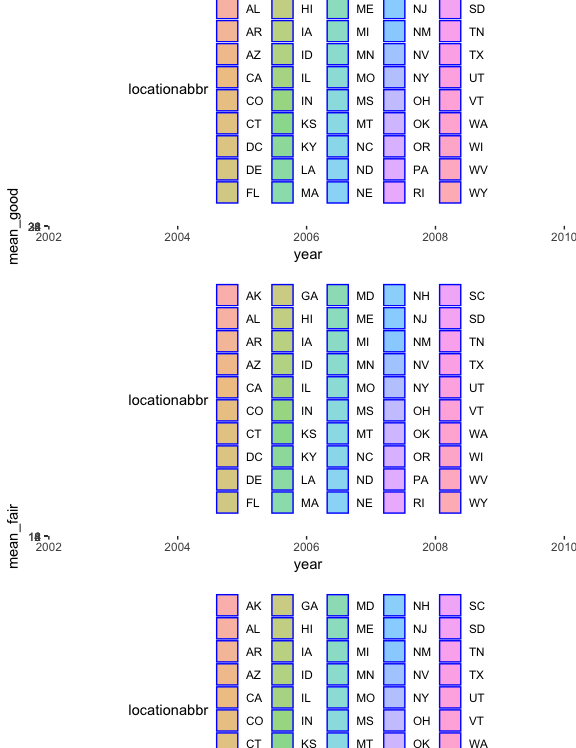 AL HI ME NJ SD
AR IA MI NM TN
AZ ID MN NV TX
CA IL MO NY UT
locationabbr
CO IN MS OH VT
CT KS MT OK WA
DC KY NC OR WI
DE LA ND PA WV
FL MA NE RI WY
mean_good
2002 2004 2006 2008 2010
year
AK GA MD NH SC
AL HI ME NJ SD
AR IA MI NM TN
AZ ID MN NV TX
CA IL MO NY UT
locationabbr
CO IN MS OH VT
CT KS MT OK WA
DC KY NC OR WI
DE LA ND PA WV
FL MA NE RI WY
mean_fair
2002 2004 2006 2008 2010
year
AK GA MD NH SC
AL HI ME NJ SD
AR IA MI NM TN
AZ ID MN NV TX
CA IL MO NY UT
locationabbr
CO IN MS OH VT
CT KS MT OK WA